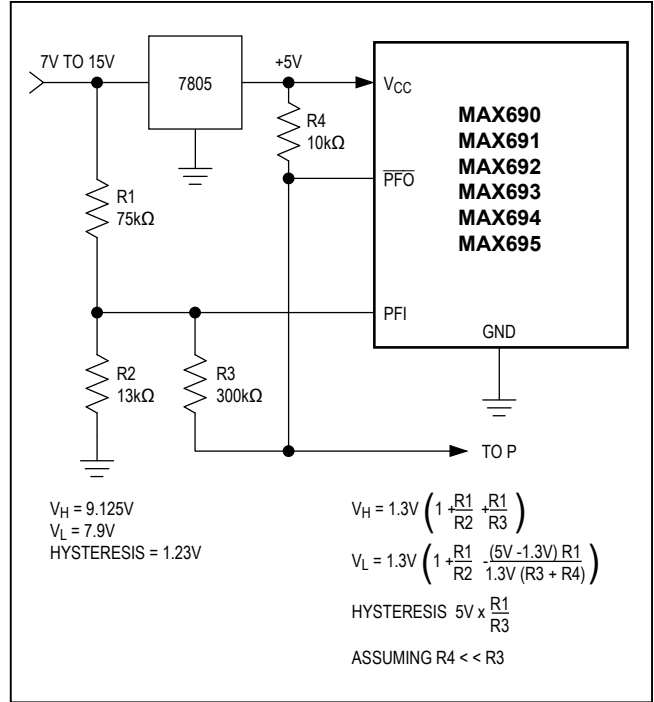 7V TO 15V
7805
+5V
VCC
R4
10kΩ
PFO
MAX690
MAX691
MAX692
MAX693
MAX694
MAX695
R1
75kΩ
PFI
GND
R2
13kΩ
R3
300kΩ
TO P
VH = 9.125V
VL = 7.9V
HYSTERESIS = 1.23V
VH = 1.3V (1 + R1/R2 + R1/R3)
VL = 1.3V (1 + R1/R2 - (5V -1.3V) R1/1.3V (R3 + R4))
HYSTERESIS 5V x R1/R3
ASSUMING R4 < < R3